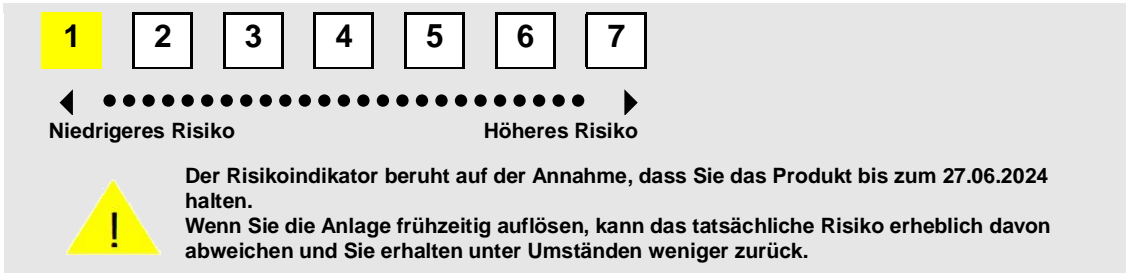 1 2 3 4 5 6 7
Niedrigeres Risiko Höheres Risiko
Der Risikoindikator beruht auf der Annahme, dass Sie das Produkt bis zum 27.06.2024
halten.
Wenn Sie die Anlage frühzeitig auflösen, kann das tatsächliche Risiko erheblich davon
abweichen und Sie erhalten unter Umständen weniger zurück.
!